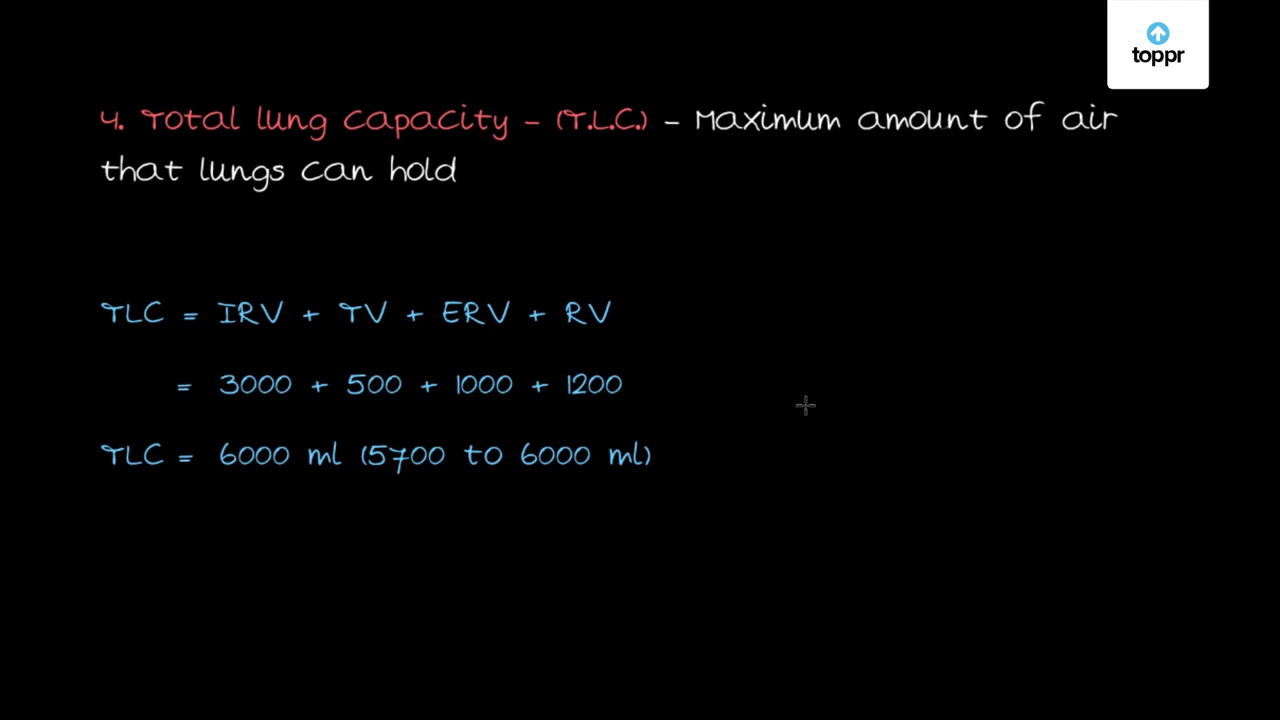 toppr
4. Total lung capacity - (T.L.C.) - Maximum amount of air
that lungs can hold
TLC = IRV + TV + ERV + RV
= 3000 + 500 + 1000 + 1200
TLC = 6000 ml (5700 to 6000 ml)